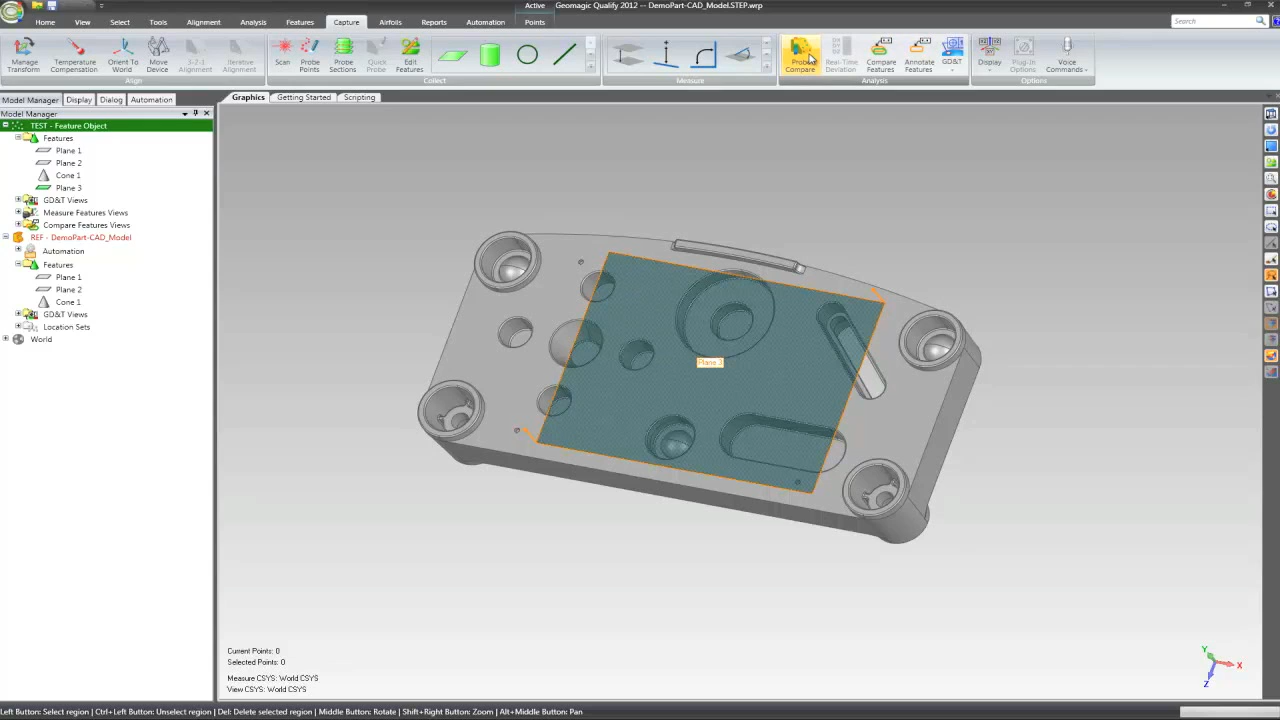 Active Geomagic Qualify 2012 -- DemoPart-CAD_Model.STEP.wrp
Home View Select Tools Alignment Analysis Features Capture Airfoils Reports Automation Points Search
Manage Transform
Temperature Compensation
Orient To World
Move Device
3-2-1 Alignment
Iterative Alignment
Scan
Probe Points
Probe Sections
Quick Probe
Edit Features
Probe Compare
Real-Time Deviation
Compare Features
Annotate Features
GD&T
Display
Plug-In Options
Voice Commands
Align Collect Measure Analysis Options
Model Manager Display Dialog Automation
Graphics Getting Started Scripting
Model Manager
TEST - Feature Object
Features
Plane 1
Plane 2
Cone 1
Plane 3
GD&T Views
Measure Features Views
Compare Features Views
REF - DemoPart-CAD_Model
Automation
Features
Plane 1
Plane 2
Cone 1
GD&T Views
Location Sets
World
Plane 3
Current Points: 0
Selected Points: 0
Measure CSYS: World CSYS
View CSYS: World CSYS
Y
X
Z
Left Button: Select region | Ctrl+Left Button: Unselect region | Del: Delete selected region | Middle Button: Rotate | Shift+Right Button: Zoom | Alt+Middle Button: Pan